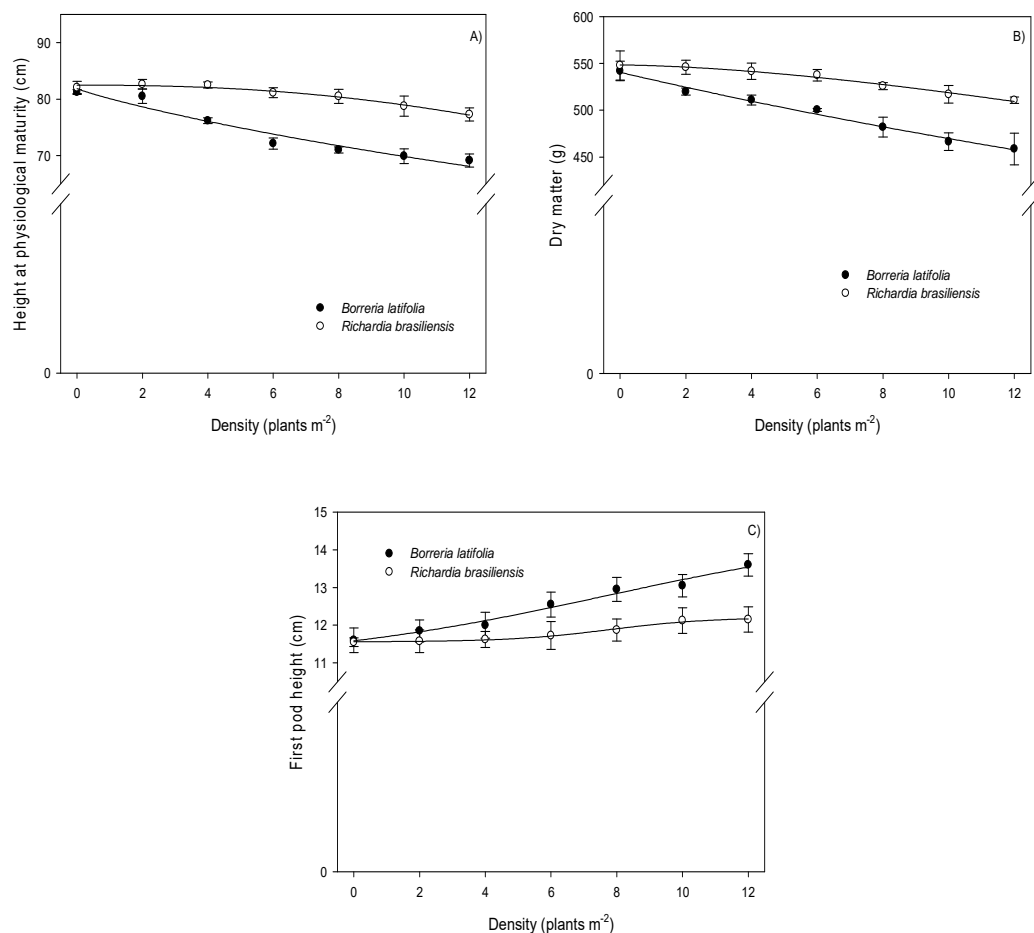 A)
Height at physiological maturity (cm)
90
80
70
0
Borreria latifolia
Richardia brasiliensis
0 2 4 6 8 10 12
Density (plants m-2)
B)
Dry matter (g)
600
550
500
450
0
Borreria latifolia
Richardia brasiliensis
0 2 4 6 8 10 12
Density (plants m-2)
C)
First pod height (cm)
15
14
13
12
11
0
Borreria latifolia
Richardia brasiliensis
0 2 4 6 8 10 12
Density (plants m-2)